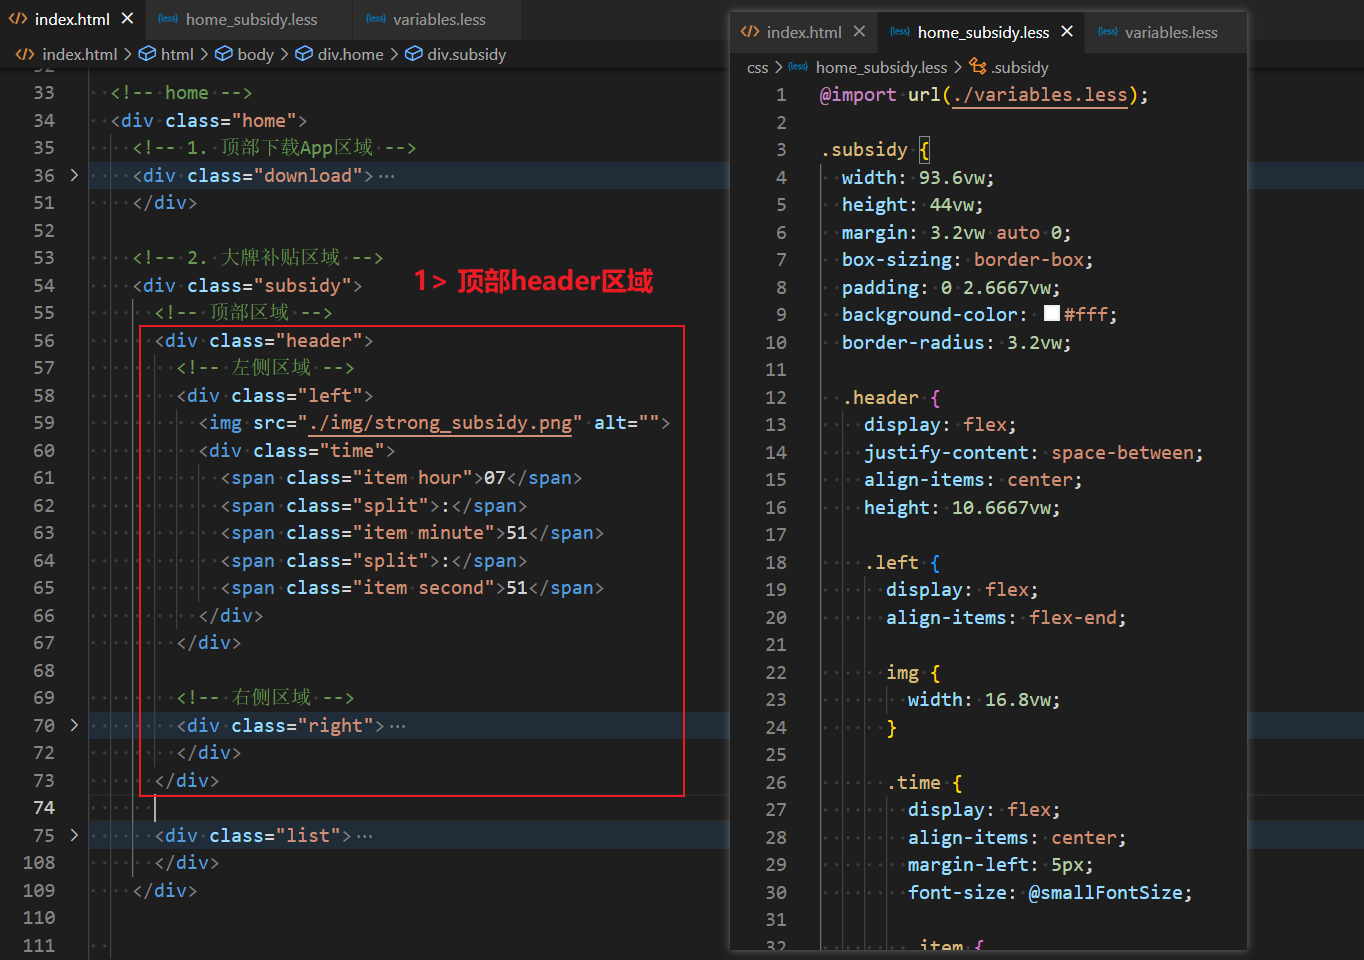 index.html
home_subsidy.less
variables.less
index.html > html > body > div.home > div.subsidy
33 <!-- home -->
34 <div class="home">
35 <!-- 1. 顶部下载App区域 -->
36 <div class="download">…
51 </div>
52
53 <!-- 2. 大牌补贴区域 -->
54 <div class="subsidy">
1> 顶部header区域
55 <!-- 顶部区域 -->
56 <div class="header">
57 <!-- 左侧区域 -->
58 <div class="left">
59 <img src="./img/strong_subsidy.png" alt="">
60 <div class="time">
61 <span class="item hour">07</span>
62 <span class="split">:</span>
63 <span class="item minute">51</span>
64 <span class="split">:</span>
65 <span class="item second">51</span>
66 </div>
67 </div>
68
69 <!-- 右侧区域 -->
70 <div class="right">…
72 </div>
73 </div>
74
75 <div class="list">…
108 </div>
109 </div>
110
111
index.html
home_subsidy.less
variables.less
css > home_subsidy.less > .subsidy
1 @import url(./variables.less);
2
3 .subsidy {
4 width: 93.6vw;
5 height: 44vw;
6 margin: 3.2vw auto 0;
7 box-sizing: border-box;
8 padding: 0 2.6667vw;
9 background-color: #fff;
10 border-radius: 3.2vw;
11
12 .header {
13 display: flex;
14 justify-content: space-between;
15 align-items: center;
16 height: 10.6667vw;
17
18 .left {
19 display: flex;
20 align-items: flex-end;
21
22 img {
23 width: 16.8vw;
24 }
25
26 .time {
27 display: flex;
28 align-items: center;
29 margin-left: 5px;
30 font-size: @smallFontSize;
31
32 .item {